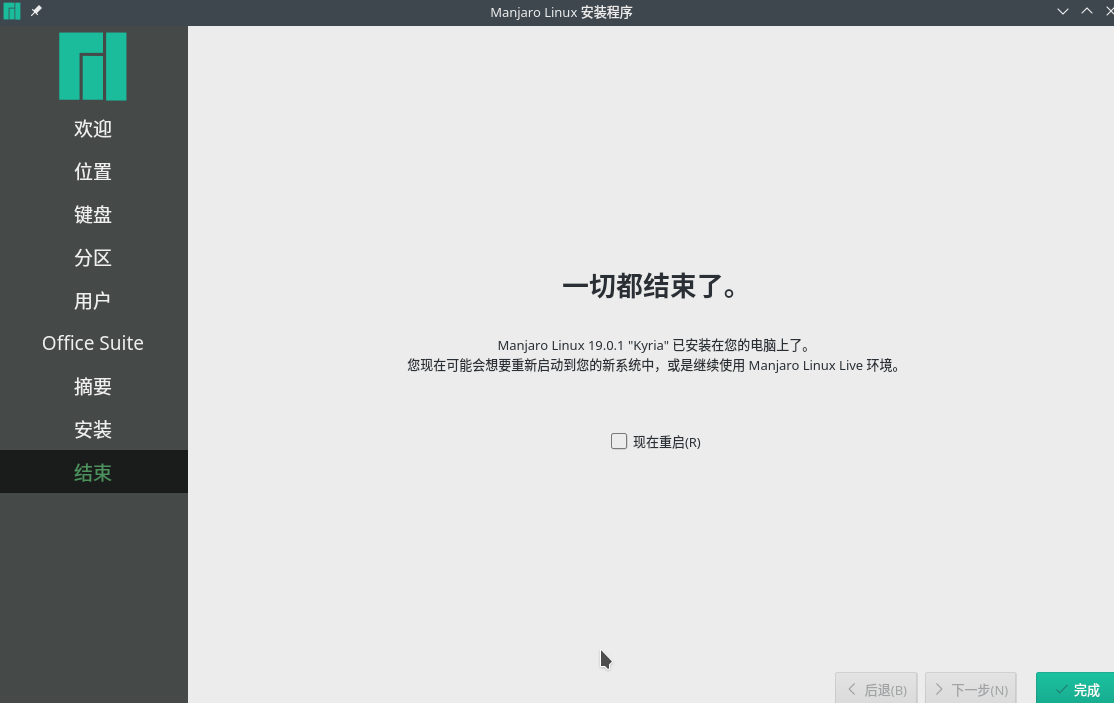 Manjaro Linux 安装程序
欢迎
位置
键盘
分区
用户
Office Suite
摘要
安装
结束
一切都结束了。
Manjaro Linux 19.0.1 "Kyria" 已安装在您的电脑上了。
您现在可能会想要重新启动到您的新系统中，或是继续使用 Manjaro Linux Live 环境。
现在重启(R)
后退(B)
下一步(N)
完成